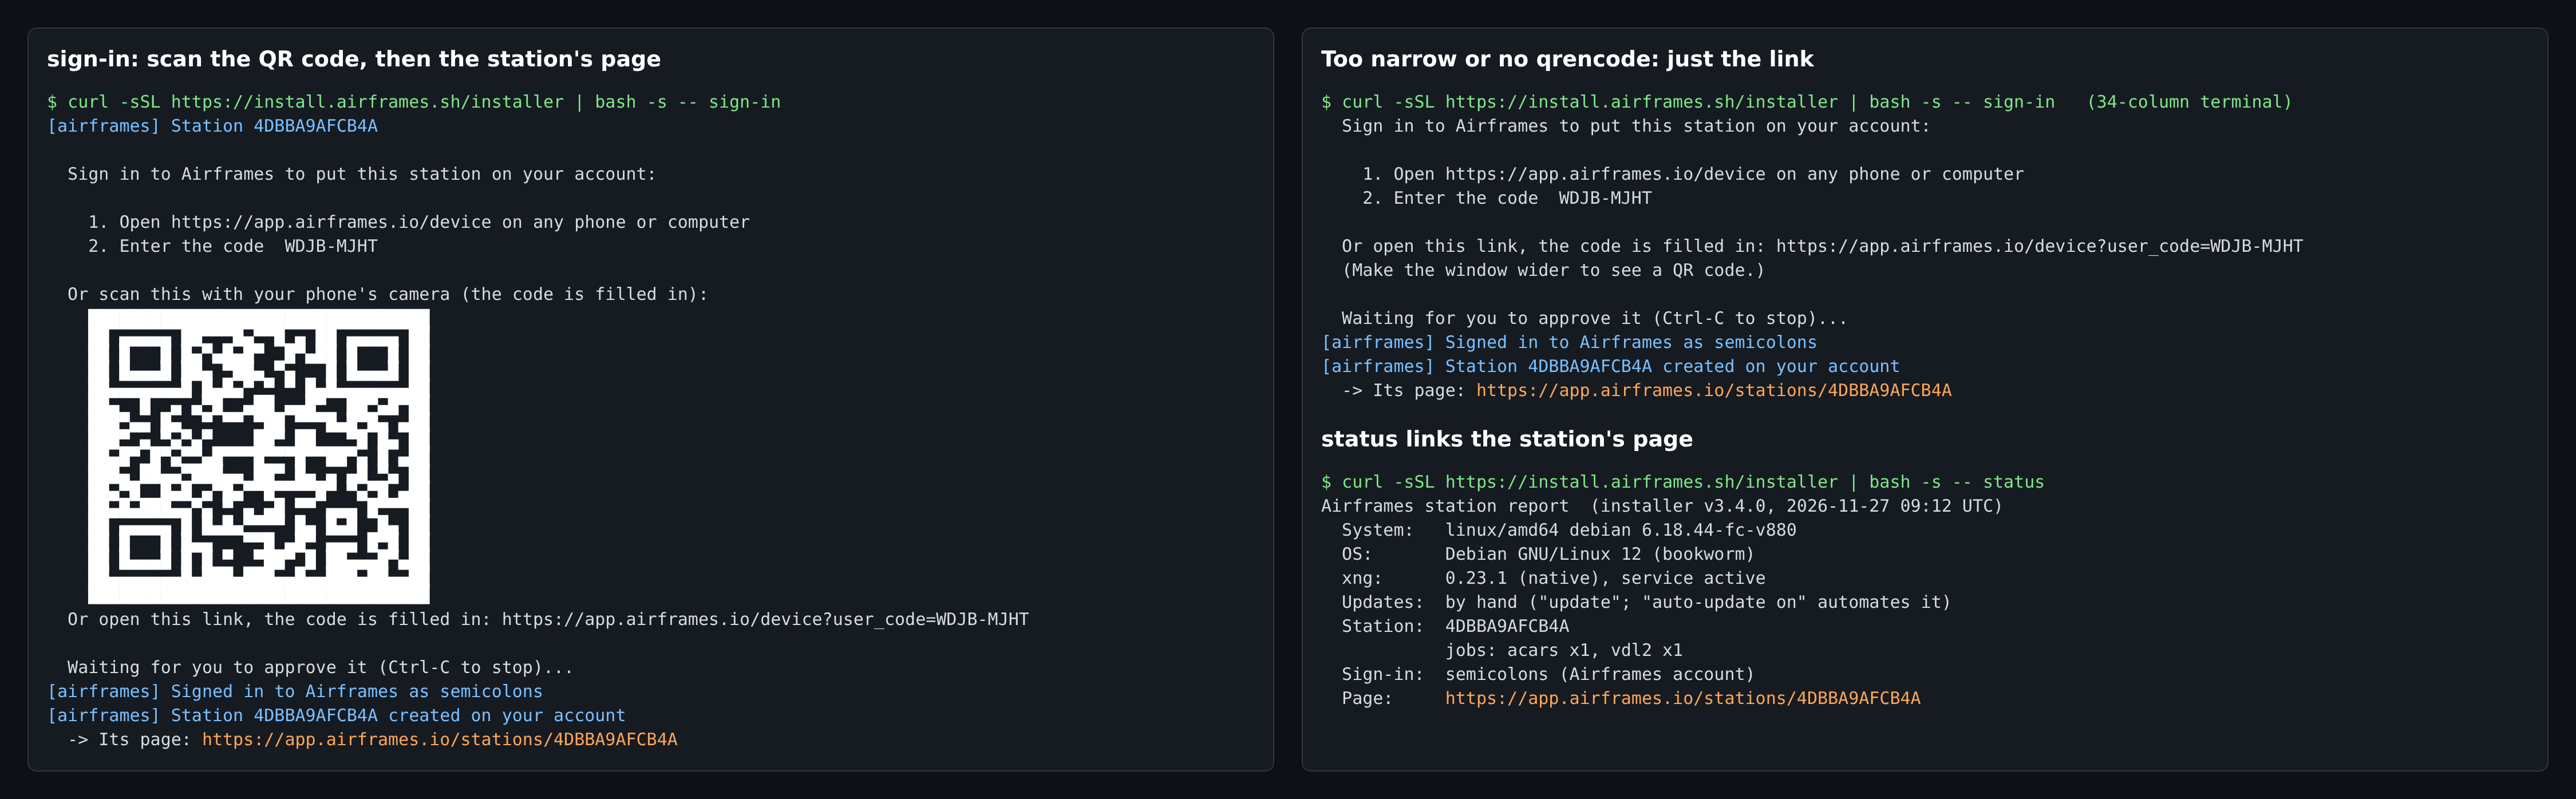 sign-in: scan the QR code, then the station's page
$ curl -sSL https://install.airframes.sh/installer | bash -s -- sign-in
[airframes] Station 4DBBA9AFCB4A
Sign in to Airframes to put this station on your account:
1. Open https://app.airframes.io/device on any phone or computer
2. Enter the code  WDJB-MJHT
Or scan this with your phone's camera (the code is filled in):
Or open this link, the code is filled in: https://app.airframes.io/device?user_code=WDJB-MJHT
Waiting for you to approve it (Ctrl-C to stop)...
[airframes] Signed in to Airframes as semicolons
[airframes] Station 4DBBA9AFCB4A created on your account
-> Its page: https://app.airframes.io/stations/4DBBA9AFCB4A
Too narrow or no qrencode: just the link
$ curl -sSL https://install.airframes.sh/installer | bash -s -- sign-in   (34-column terminal)
Sign in to Airframes to put this station on your account:
1. Open https://app.airframes.io/device on any phone or computer
2. Enter the code  WDJB-MJHT
Or open this link, the code is filled in: https://app.airframes.io/device?user_code=WDJB-MJHT
(Make the window wider to see a QR code.)
Waiting for you to approve it (Ctrl-C to stop)...
[airframes] Signed in to Airframes as semicolons
[airframes] Station 4DBBA9AFCB4A created on your account
-> Its page: https://app.airframes.io/stations/4DBBA9AFCB4A
status links the station's page
$ curl -sSL https://install.airframes.sh/installer | bash -s -- status
Airframes station report  (installer v3.4.0, 2026-11-27 09:12 UTC)
System:   linux/amd64 debian 6.18.44-fc-v880
OS:       Debian GNU/Linux 12 (bookworm)
xng:      0.23.1 (native), service active
Updates:  by hand ("update"; "auto-update on" automates it)
Station:  4DBBA9AFCB4A
jobs: acars x1, vdl2 x1
Sign-in:  semicolons (Airframes account)
Page:     https://app.airframes.io/stations/4DBBA9AFCB4A